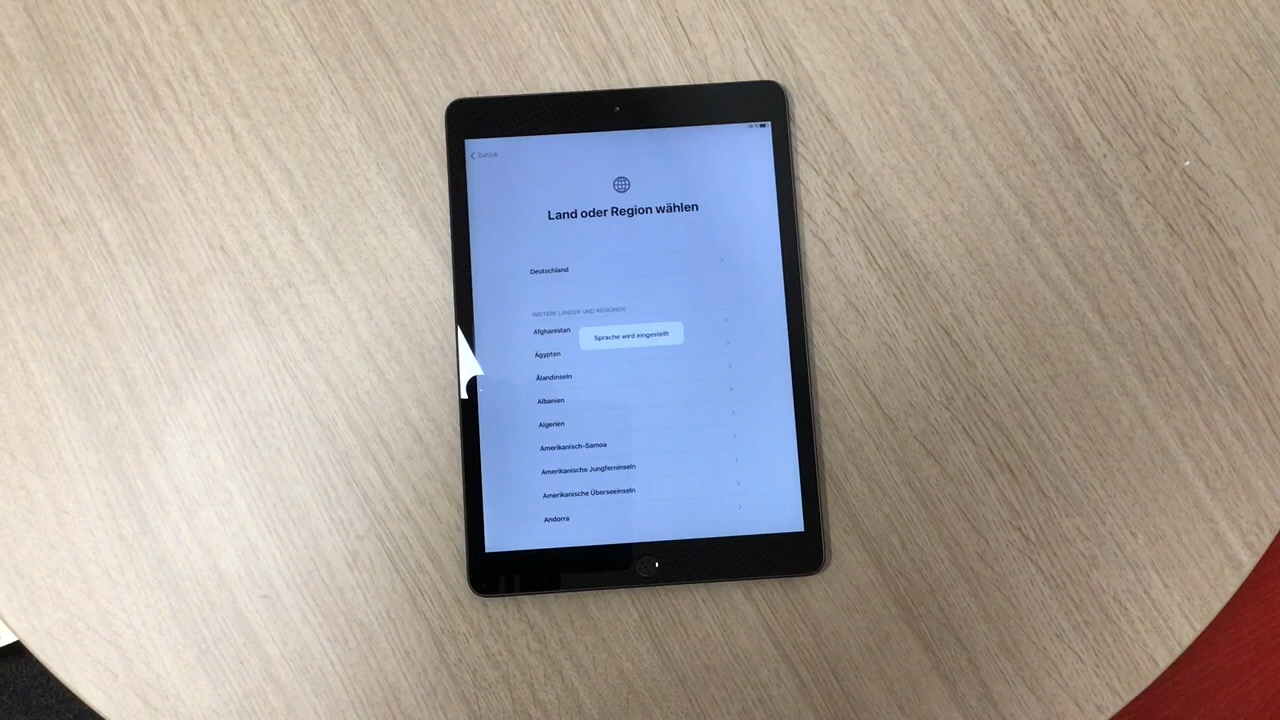 78 %
Zurück
Land oder Region wählen
Deutschland
WEITERE LÄNDER UND REGIONEN
Afghanistan
Sprache wird eingestellt
Ägypten
Ålandinseln
Albanien
Algerien
Amerikanisch-Samoa
Amerikanische Jungferninseln
Amerikanische Überseeinseln
Andorra